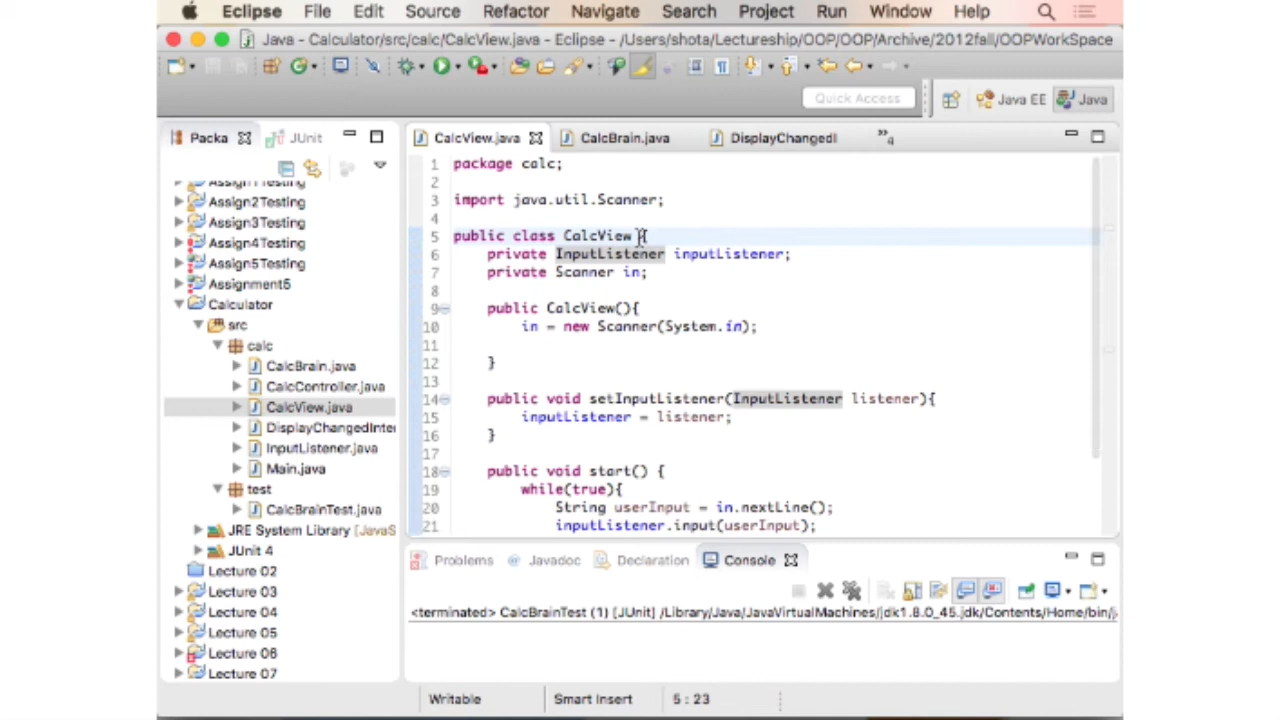 Eclipse File Edit Source Refactor Navigate Search Project Run Window Help
Java - Calculator/src/calc/CalcView.java - Eclipse - /Users/shota/Lectureship/OOP/OOP/Archive/2012fall/OOPWorkSpace
Quick Access
Java EE
Java
Packa
JUnit
CalcView.java
CalcBrain.java
DisplayChangedI
»4
Assign1Testing
Assign2Testing
Assign3Testing
Assign4Testing
Assign5Testing
Assignment5
Calculator
src
calc
CalcBrain.java
CalcController.java
CalcView.java
DisplayChangedInte
InputListener.java
Main.java
test
CalcBrainTest.java
JRE System Library [JavaS
JUnit 4
Lecture 02
Lecture 03
Lecture 04
Lecture 05
Lecture 06
Lecture 07
1 package calc;
2
3 import java.util.Scanner;
4
5 public class CalcView {
6 private InputListener inputListener;
7 private Scanner in;
8
9 public CalcView(){
10 in = new Scanner(System.in);
11
12 }
13
14 public void setInputListener(InputListener listener){
15 inputListener = listener;
16 }
17
18 public void start() {
19 while(true){
20 String userInput = in.nextLine();
21 inputListener.input(userInput);
Problems
Javadoc
Declaration
Console
<terminated> CalcBrainTest (1) [JUnit] /Library/Java/JavaVirtualMachines/jdk1.8.0_45.jdk/Contents/Home/bin/j
Writable
Smart Insert
5 : 23